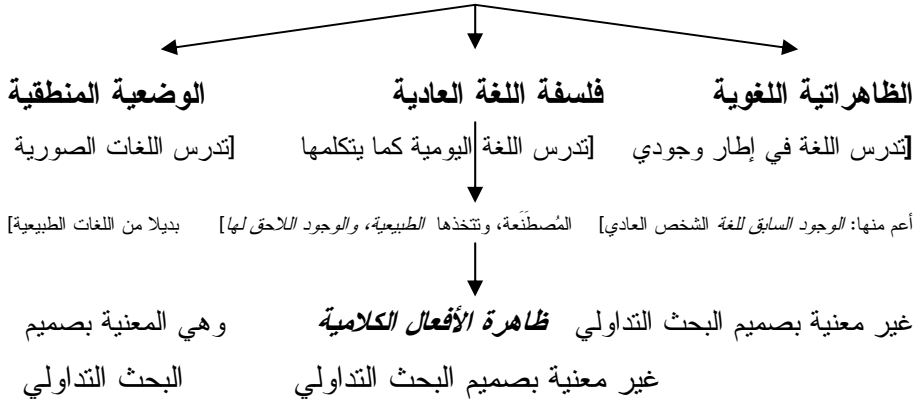 الظاهراتية اللغوية فلسفة اللغة العادية الوضعية المنطقية
[تدرس اللغة في إطار وجودي [تدرس اللغة اليومية كما يتكلمها [تدرس اللغات الصورية
أعم منها: الوجود السابق للغة الشخص العادي] المُصطَنَعة، وتتخذها الطبيعية، والوجود اللاحق لها] بديلا من اللغات الطبيعية]
غير معنية بصميم البحث التداولي ظاهرة الأفعال الكلامية وهي المعنية بصميم
غير معنية بصميم البحث التداولي البحث التداولي